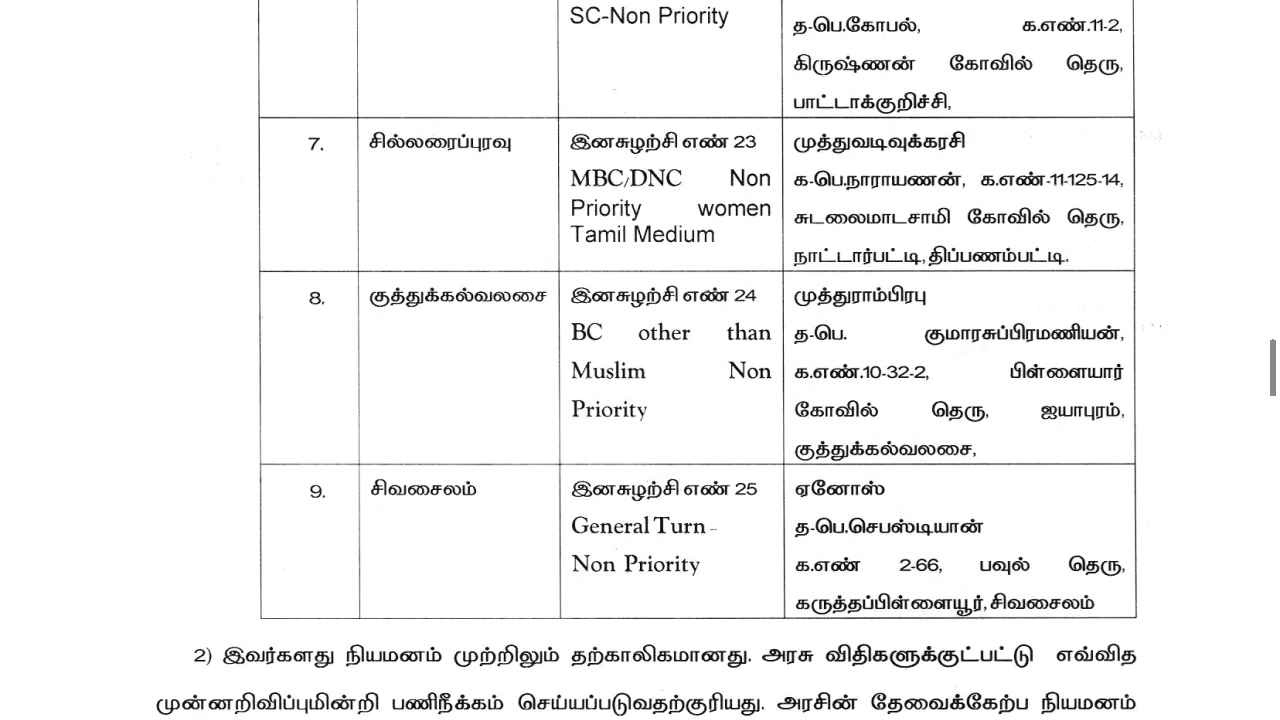 SC-Non Priority
த-பெ.கோபல், க.எண்.11-2,
கிருஷ்ணன் கோவில் தெரு,
பாட்டாக்குறிச்சி,
7. சில்லரைப்புரவு
இனசுழற்சி எண் 23
MBC/DNC Non
Priority women
Tamil Medium
முத்துவடிவுக்கரசி
க-பெ.நாராயணன், க.எண்-11-125-14,
சுடலைமாடசாமி கோவில் தெரு,
நாட்டார்பட்டி, திப்பணம்பட்டி.
8. குத்துக்கல்வலசை
இனசுழற்சி எண் 24
BC other than
Muslim Non
Priority
முத்துராம்பிரபு
த-பெ. குமாரசுப்பிரமணியன்,
க.எண்.10-32-2, பிள்ளையார்
கோவில் தெரு, ஐயாபுரம்,
குத்துக்கல்வலசை,
9. சிவசைலம்
இனசுழற்சி எண் 25
General Turn –
Non Priority
ஏனோஸ்
த-பெ.செபஸ்டியான்
க.எண் 2-66, பவுல் தெரு,
கருத்தப்பிள்ளையூர், சிவசைலம்
2) இவர்களது நியமனம் முற்றிலும் தற்காலிகமானது. அரசு விதிகளுக்குட்பட்டு எவ்வித
முன்னறிவிப்புமின்றி பணிநீக்கம் செய்யப்படுவதற்குரியது. அரசின் தேவைக்கேற்ப நியமனம்